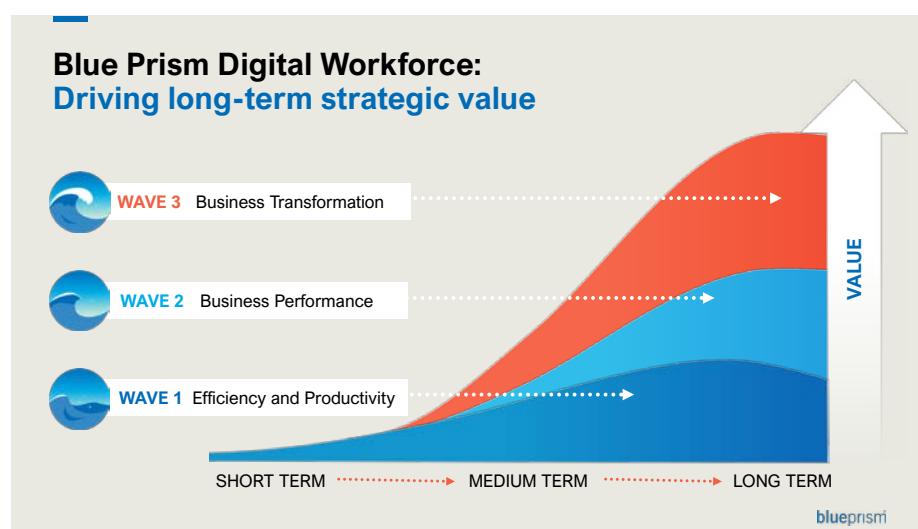 Blue Prism Digital Workforce:
Driving long-term strategic value
WAVE 3 Business Transformation
WAVE 2 Business Performance
WAVE 1 Efficiency and Productivity
VALUE
SHORT TERM MEDIUM TERM LONG TERM
blueprism